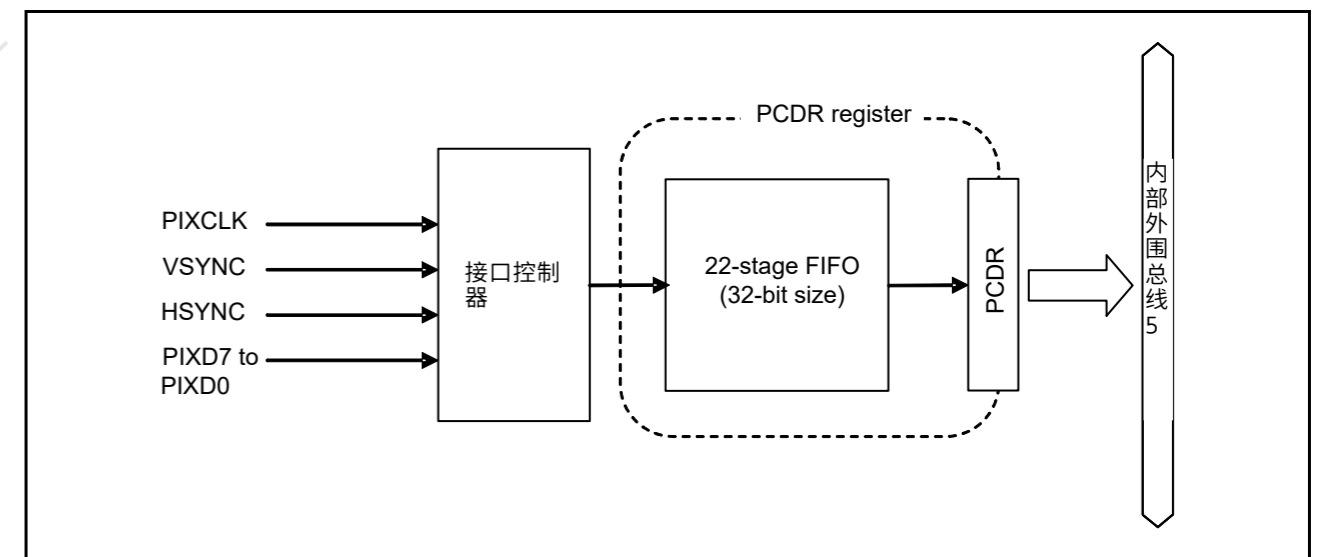 PCDR register
PIXCLK
VSYNC
HSYNC
PIXD7 to
PIXD0
接口控制
器
22-stage FIFO
(32-bit size)
PCDR
内部外围总线5